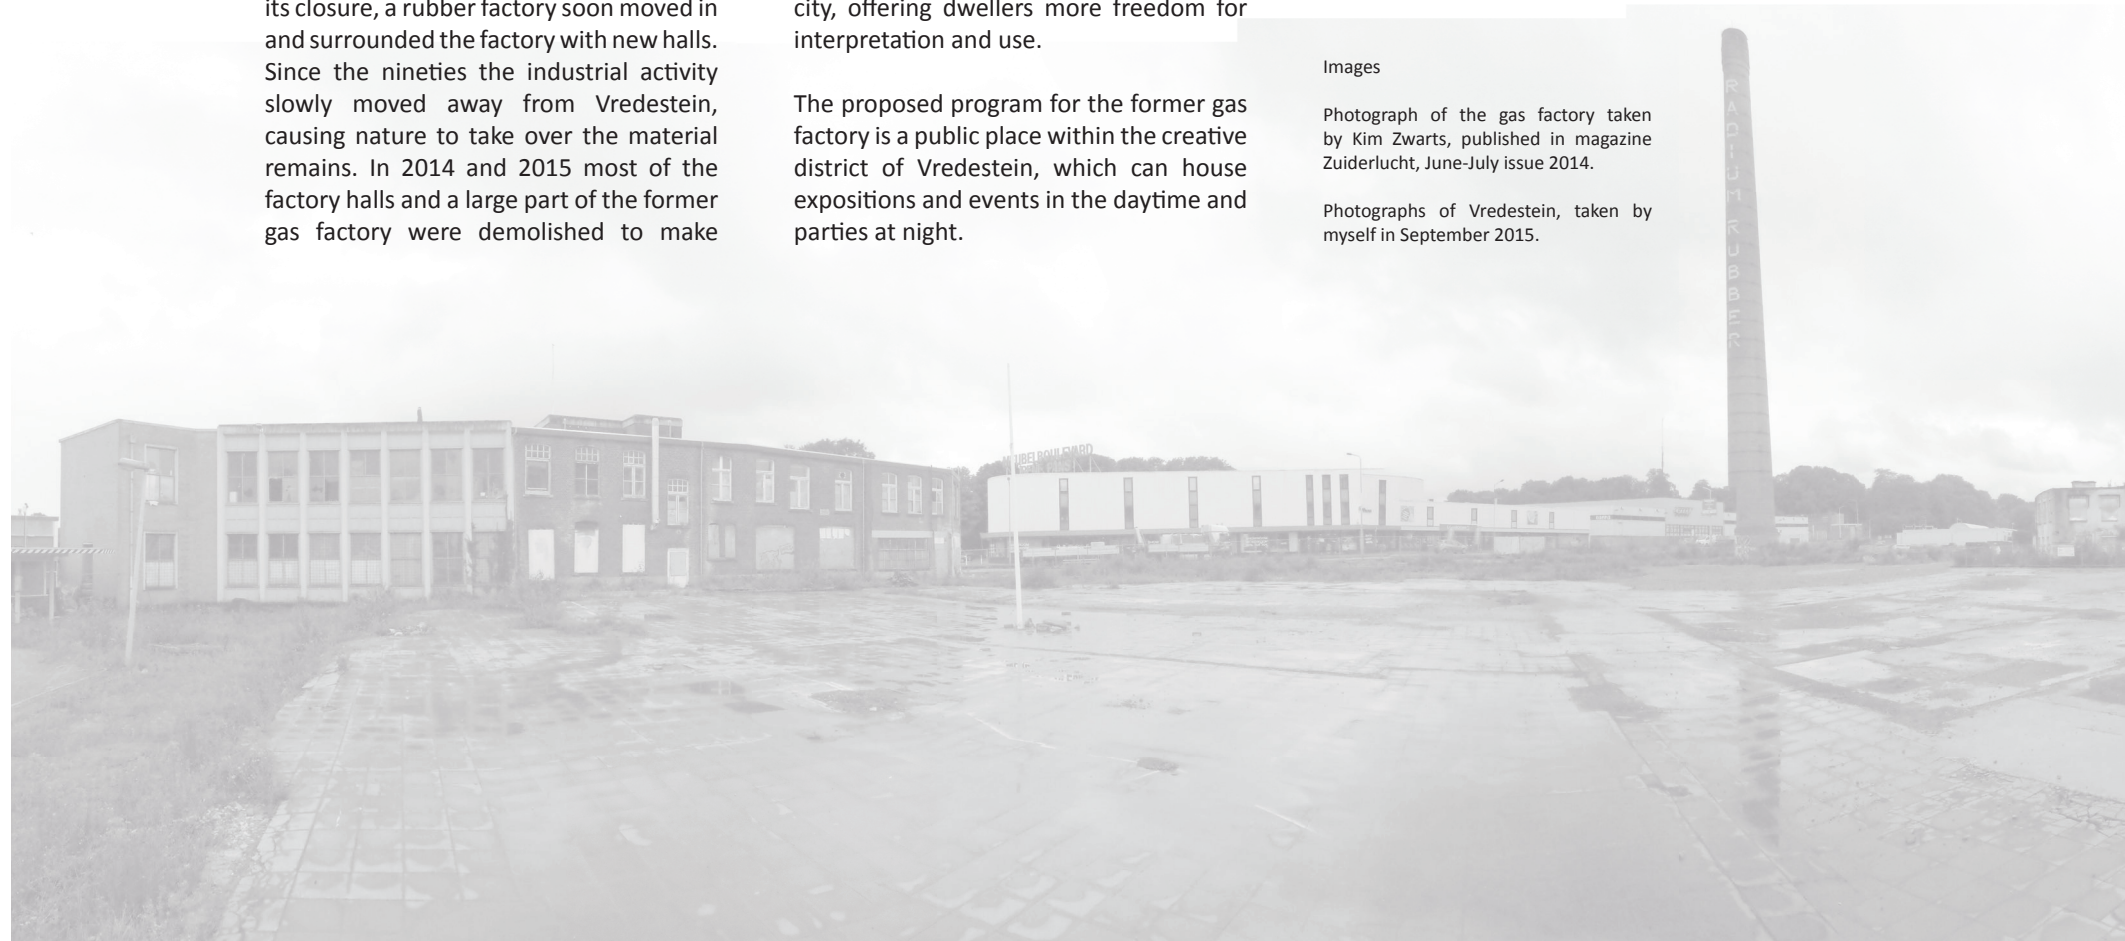 its closure, a rubber factory soon moved in
and surrounded the factory with new halls.
Since the nineties the industrial activity
slowly moved away from Vredestein,
causing nature to take over the material
remains. In 2014 and 2015 most of the
factory halls and a large part of the former
gas factory were demolished to make
city, offering dwellers more freedom for
interpretation and use.
The proposed program for the former gas
factory is a public place within the creative
district of Vredestein, which can house
expositions and events in the daytime and
parties at night.
Images
Photograph of the gas factory taken
by Kim Zwarts, published in magazine
Zuiderlucht, June-July issue 2014.
Photographs of Vredestein, taken by
myself in September 2015.
RADIUM RUBBER
MEUBELBOULEVARD